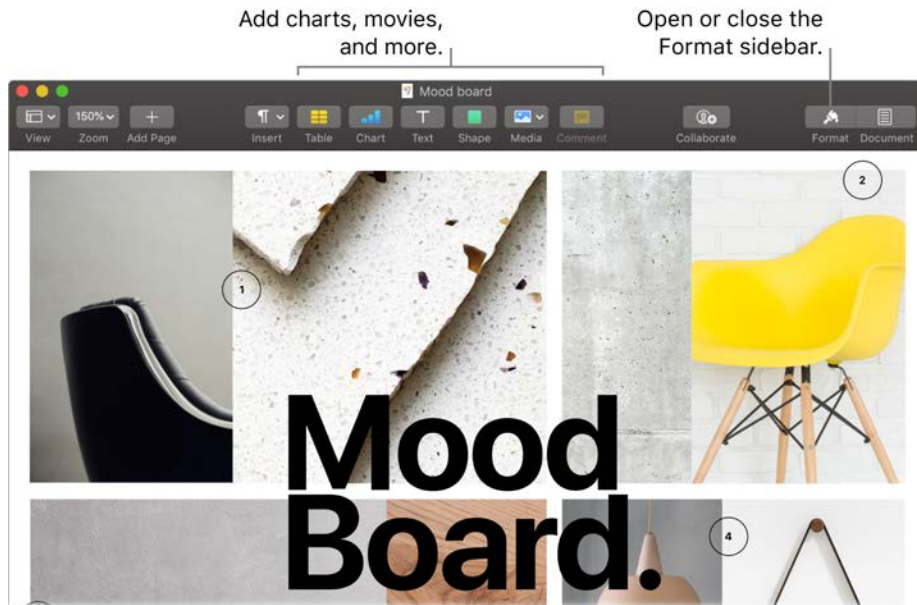 Add charts, movies,
and more.
Open or close the
Format sidebar.
Mood board
150%
View
Zoom
Add Page
Insert
Table
Chart
Text
Shape
Media
Comment
Collaborate
Format
Document
2
1
Mood
Board.
4